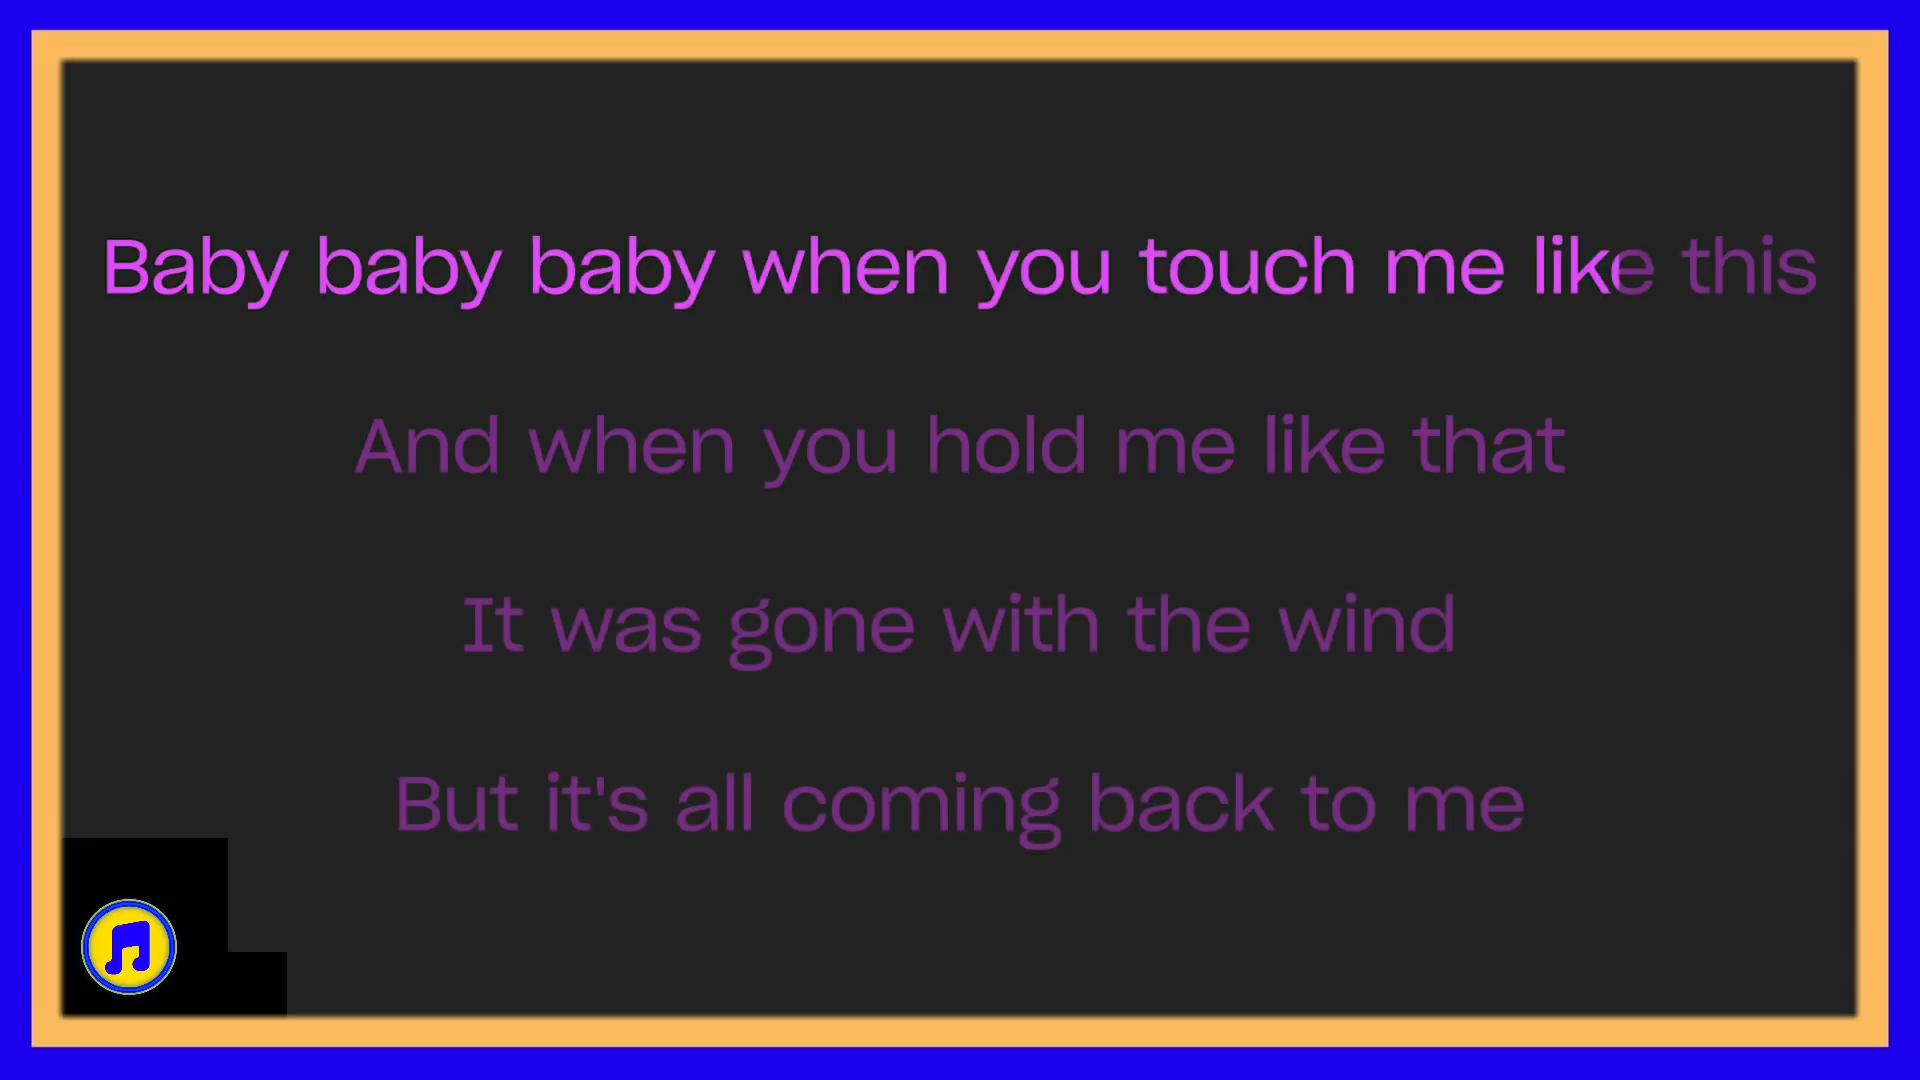 Baby baby baby when you touch me like this
And when you hold me like that
It was gone with the wind
But it's all coming back to me